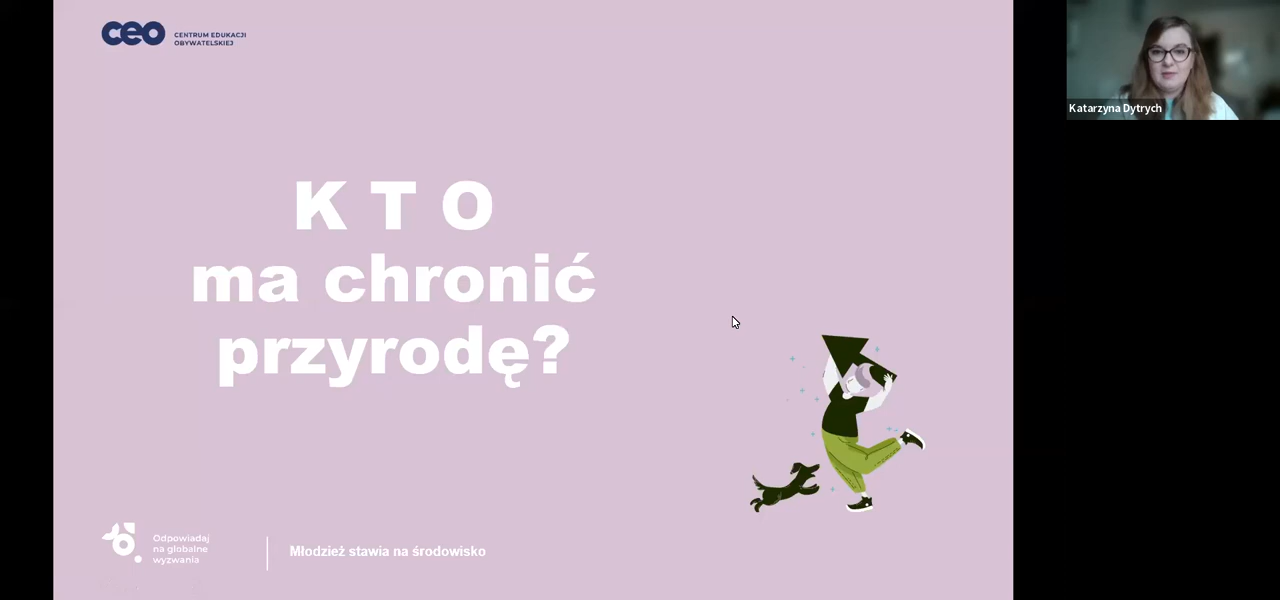 ceo CENTRUM EDUKACJI
OBYWATELSKIEJ
Katarzyna Dytrych
K T O
ma chronić
przyrodę?
Odpowiadaj
na globalne
wyzwania
Młodzież stawia na środowisko